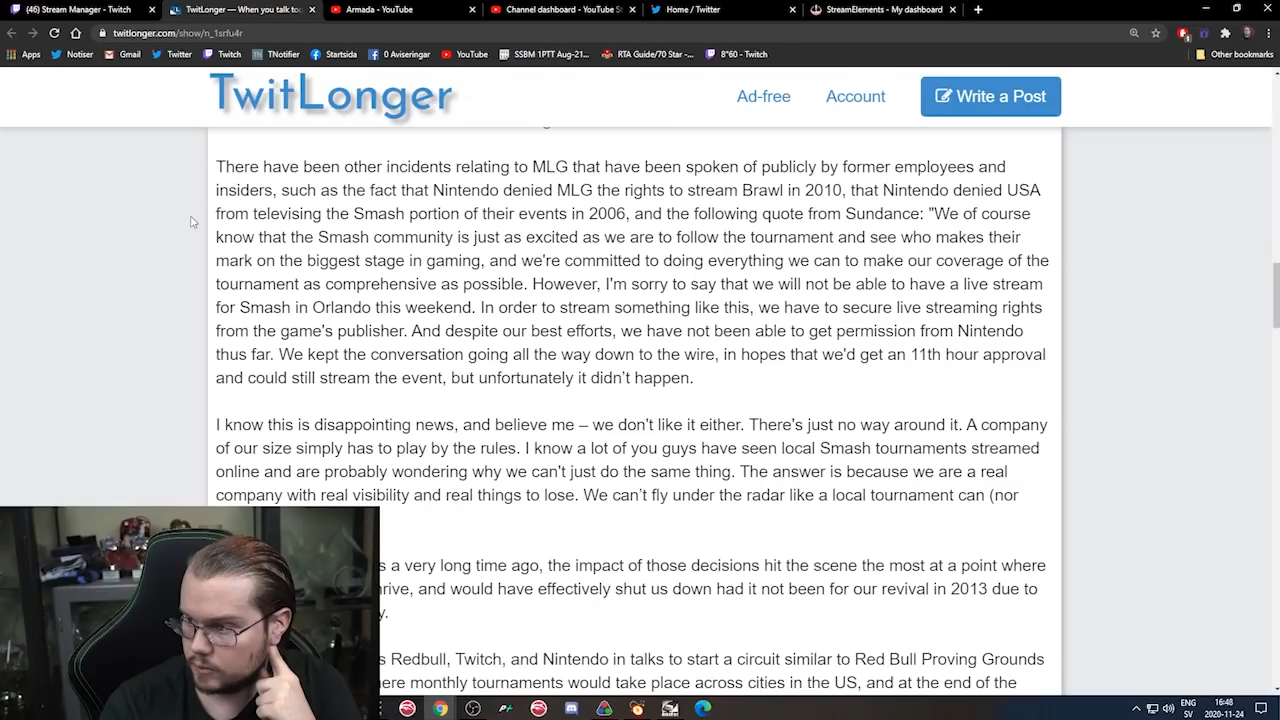 (46) Stream Manager - Twitch
TwitLonger — When you talk too
Armada - YouTube
Channel dashboard - YouTube St
Home / Twitter
StreamElements - My dashboard
twitlonger.com/show/n_1srfu4r
Apps
Notiser
Gmail
Twitter
Twitch
TNotifier
Startsida
0 Aviseringar
YouTube
SSBM 1PTT Aug-21...
RTA Guide/70 Star -...
8"60 - Twitch
Other bookmarks
TwitLonger
Ad-free
Account
Write a Post
There have been other incidents relating to MLG that have been spoken of publicly by former employees and
insiders, such as the fact that Nintendo denied MLG the rights to stream Brawl in 2010, that Nintendo denied USA
from televising the Smash portion of their events in 2006, and the following quote from Sundance: "We of course
know that the Smash community is just as excited as we are to follow the tournament and see who makes their
mark on the biggest stage in gaming, and we're committed to doing everything we can to make our coverage of the
tournament as comprehensive as possible. However, I'm sorry to say that we will not be able to have a live stream
for Smash in Orlando this weekend. In order to stream something like this, we have to secure live streaming rights
from the game's publisher. And despite our best efforts, we have not been able to get permission from Nintendo
thus far. We kept the conversation going all the way down to the wire, in hopes that we'd get an 11th hour approval
and could still stream the event, but unfortunately it didn't happen.
I know this is disappointing news, and believe me – we don't like it either. There's just no way around it. A company
of our size simply has to play by the rules. I know a lot of you guys have seen local Smash tournaments streamed
online and are probably wondering why we can't just do the same thing. The answer is because we are a real
company with real visibility and real things to lose. We can't fly under the radar like a local tournament can (nor
s a very long time ago, the impact of those decisions hit the scene the most at a point where
rive, and would have effectively shut us down had it not been for our revival in 2013 due to
y.
s Redbull, Twitch, and Nintendo in talks to start a circuit similar to Red Bull Proving Grounds
ere monthly tournaments would take place across cities in the US, and at the end of the
ENG
SV
16:48
2020-11-24